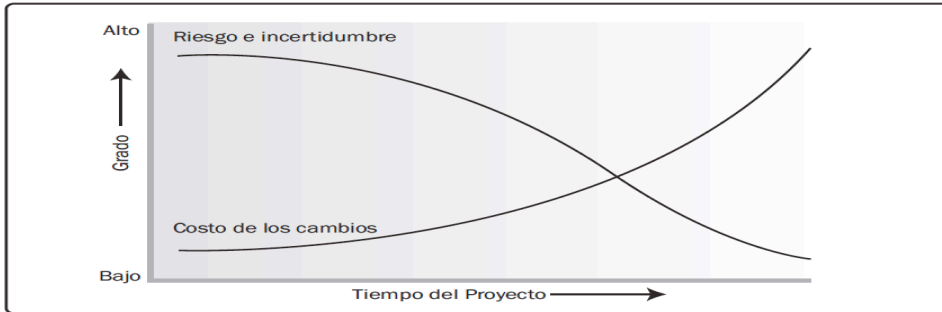 Alto
Riesgo e incertidumbre
Grado
Costo de los cambios
Bajo
Tiempo del Proyecto